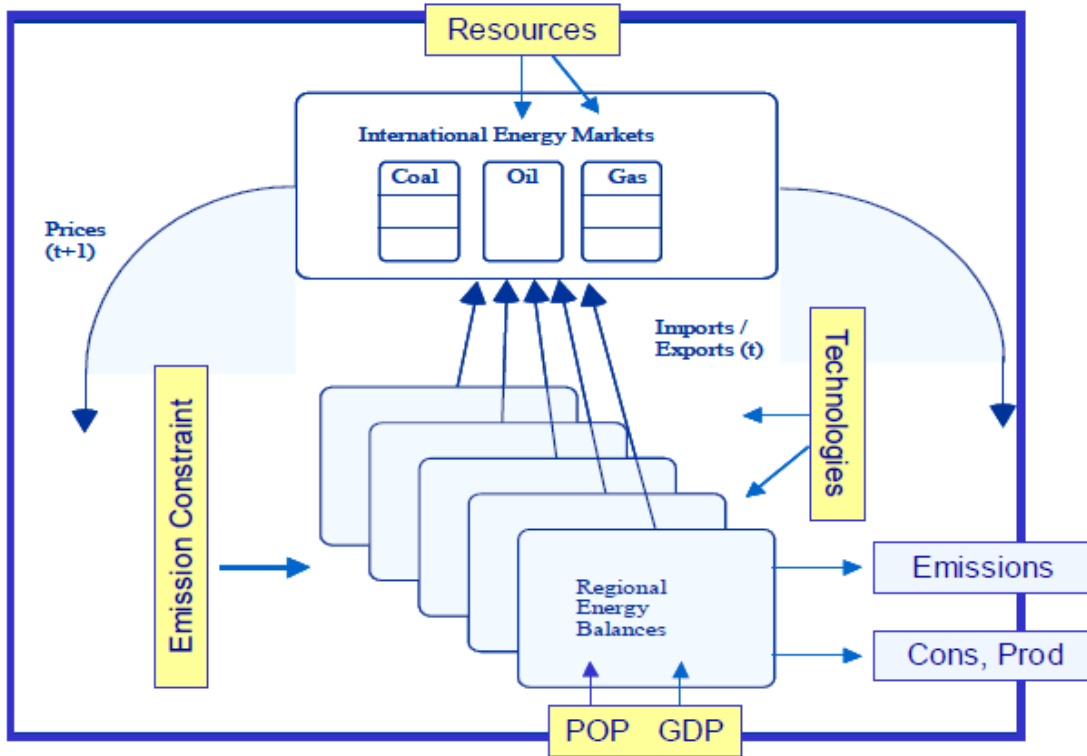 Resources
International Energy Markets
Coal
Oil
Gas
Prices
(t+1)
Imports /
Exports (t)
Technologies
Emission Constraint
Regional
Energy
Balances
Emissions
Cons, Prod
POP GDP